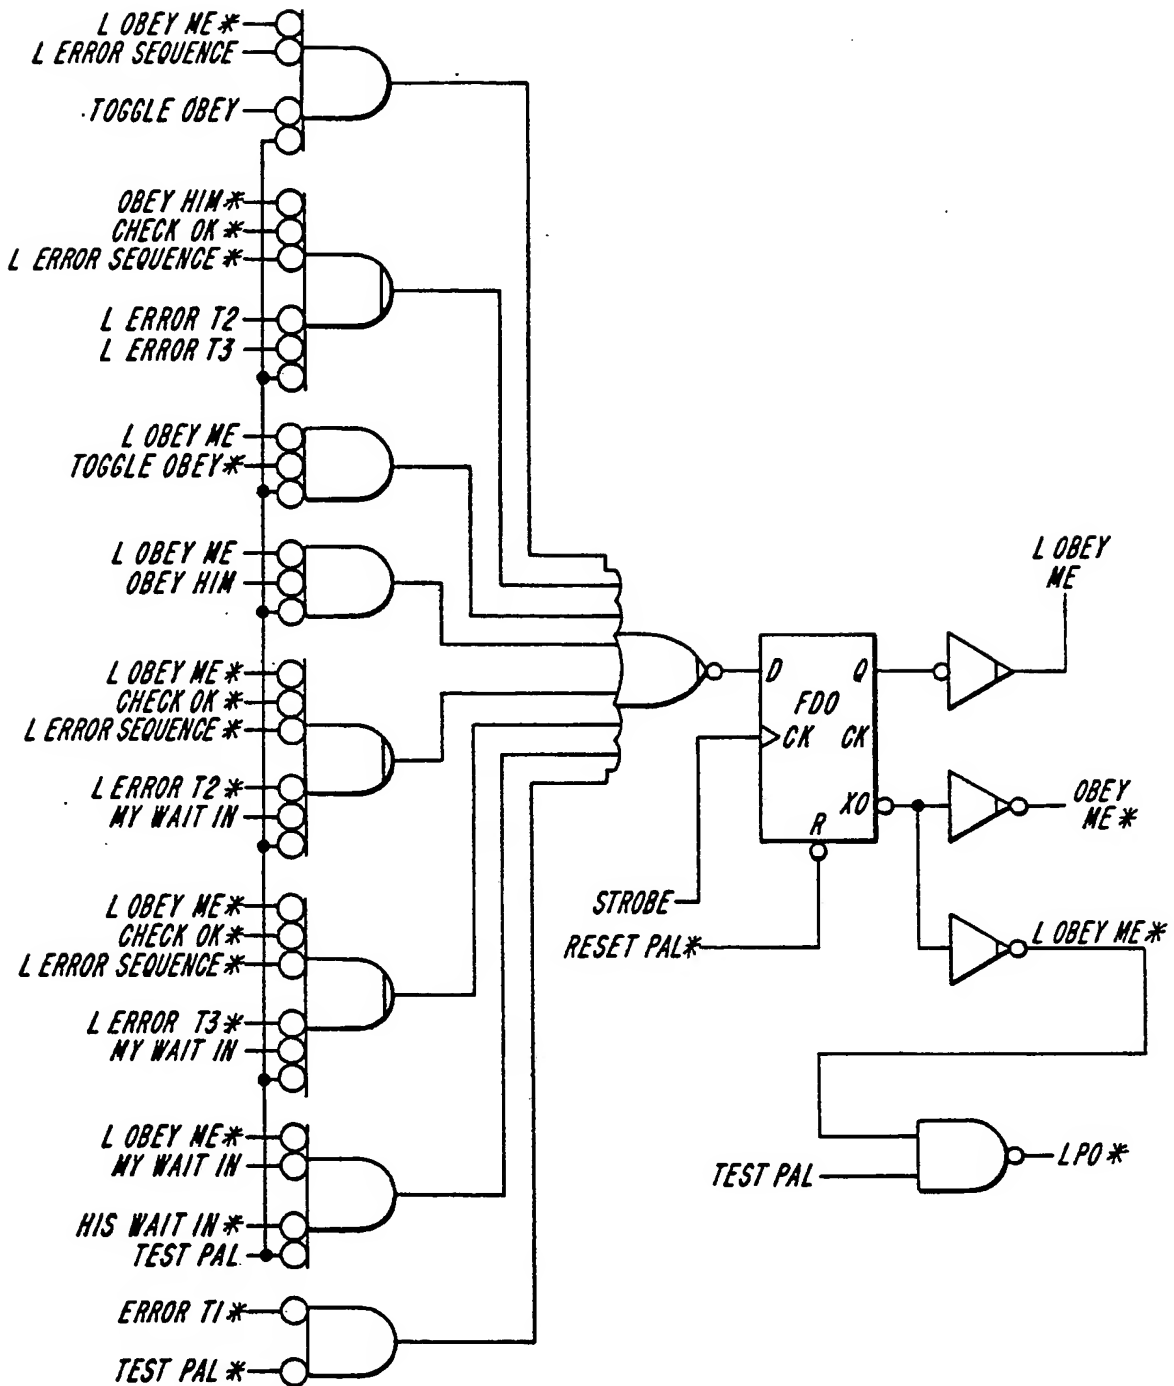 L OBEY ME*
L ERROR SEQUENCE
TOGGLE OBEY
OBEY HIM*
CHECK OK*
L ERROR SEQUENCE*
L ERROR T2
L ERROR T3
L OBEY ME
TOGGLE OBEY*
L OBEY ME
OBEY HIM
L OBEY ME*
CHECK OK*
L ERROR SEQUENCE*
L ERROR T2*
MY WAIT IN
L OBEY ME*
CHECK OK*
L ERROR SEQUENCE*
L ERROR T3*
MY WAIT IN
L OBEY ME*
MY WAIT IN
HIS WAIT IN*
TEST PAL
ERROR T1*
TEST PAL*
D Q
FDO
CK CK
XO
R
STROBE
RESET PAL*
L OBEY
ME
OBEY
ME*
L OBEY ME*
TEST PAL
LPO*